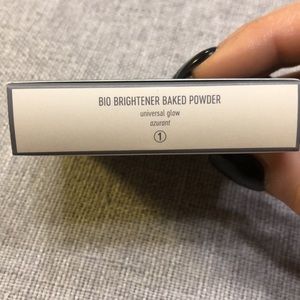 BIO BRIGHTENER BAKED POWDER
universal glow
azurant
1